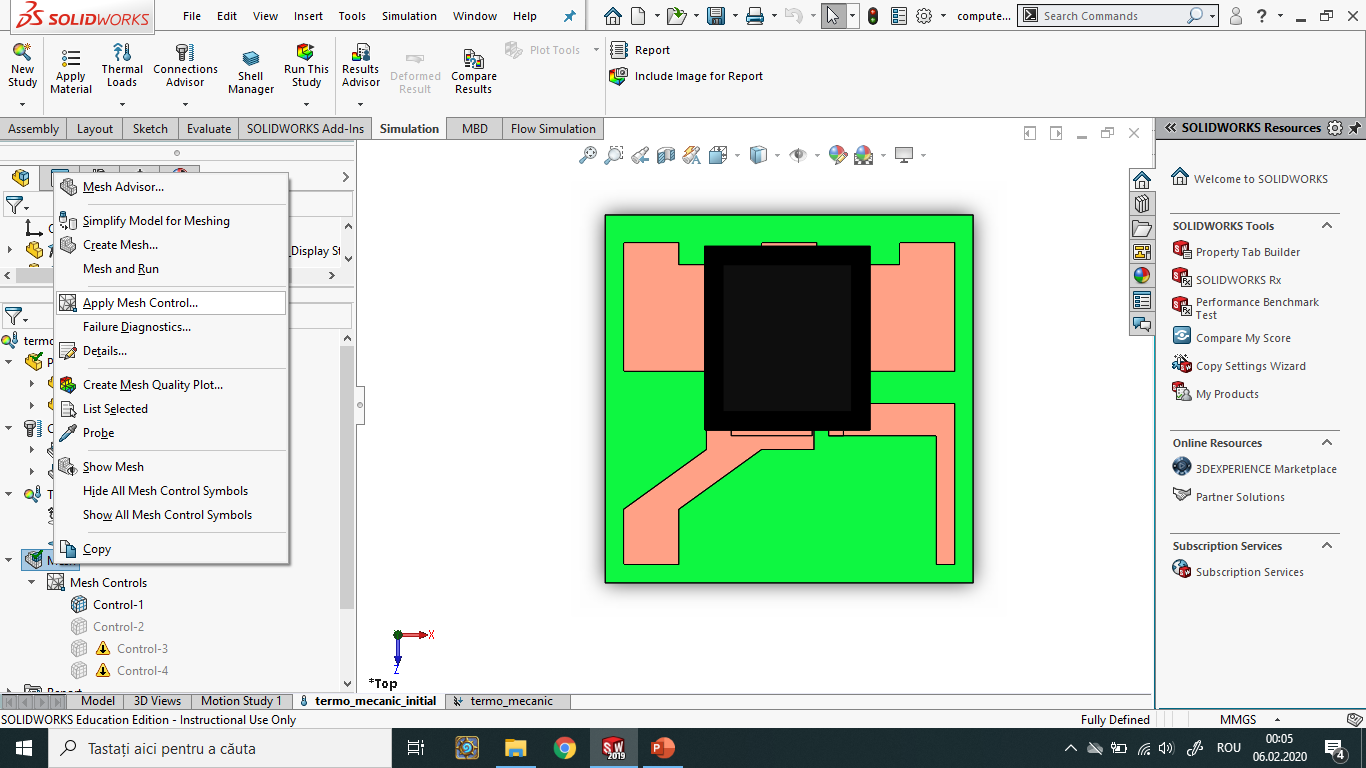 SOLIDWORKS File Edit View Insert Tools Simulation Window Help compute... Search Commands
New Study
Apply Material
Thermal Loads
Connections Advisor
Shell Manager
Run This Study
Results Advisor
Deformed Result
Compare Results
Plot Tools
Report
Include Image for Report
Assembly Layout Sketch Evaluate SOLIDWORKS Add-Ins Simulation MBD Flow Simulation
Mesh Advisor...
Simplify Model for Meshing
Create Mesh...
Mesh and Run
Apply Mesh Control...
Failure Diagnostics...
Details...
Create Mesh Quality Plot...
List Selected
Probe
Show Mesh
Hide All Mesh Control Symbols
Show All Mesh Control Symbols
Copy
_Display St
termo
Mesh Controls
Control-1
Control-2
Control-3
Control-4
X
Z
*Top
SOLIDWORKS Resources
Welcome to SOLIDWORKS
SOLIDWORKS Tools
Property Tab Builder
SOLIDWORKS Rx
Performance Benchmark
Test
Compare My Score
Copy Settings Wizard
My Products
Online Resources
3DEXPERIENCE Marketplace
Partner Solutions
Subscription Services
Subscription Services
Model 3D Views Motion Study 1 termo_mecanic_initial termo_mecanic
SOLIDWORKS Education Edition - Instructional Use Only Fully Defined MMGS
Tastați aici pentru a căuta
SW
2019
ROU
00:05
06.02.2020
4